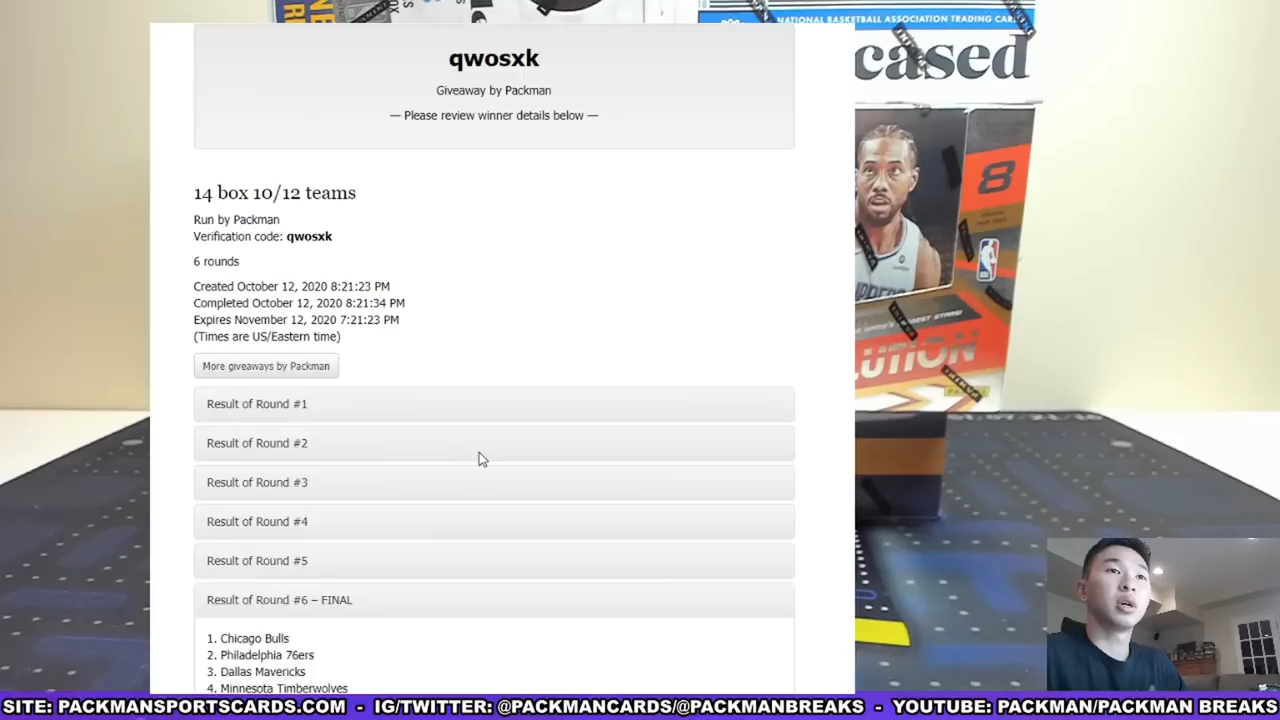 NATIONAL BASKETBALL ASSOCIATION TRADING CAR
cased
qwosxk
Giveaway by Packman
— Please review winner details below —
14 box 10/12 teams
Run by Packman
Verification code: qwosxk
6 rounds
Created October 12, 2020 8:21:23 PM
Completed October 12, 2020 8:21:34 PM
Expires November 12, 2020 7:21:23 PM
(Times are US/Eastern time)
More giveaways by Packman
Result of Round #1
Result of Round #2
Result of Round #3
Result of Round #4
Result of Round #5
Result of Round #6 – FINAL
1. Chicago Bulls
2. Philadelphia 76ers
3. Dallas Mavericks
4. Minnesota Timberwolves
8
CLIPPERS
LUTION
SITE: PACKMANSPORTSCARDS.COM - IG/TWITTER: @PACKMANCARDS/@PACKMANBREAKS - YOUTUBE: PACKMAN/PACKMAN BREAKS